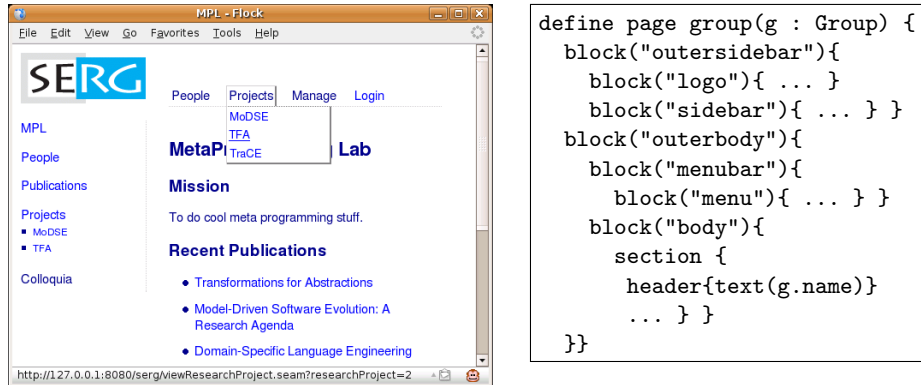 MPL - Flock
File Edit View Go Favorites Tools Help
SERG
People Projects Manage Login
MoDSE
TFA
TraCE
MPL
People
Publications
Projects
MoDSE
TFA
Colloquia
MetaP Lab
Mission
To do cool meta programming stuff.
Recent Publications
Transformations for Abstractions
Model-Driven Software Evolution: A
Research Agenda
Domain-Specific Language Engineering
http://127.0.0.1:8080/serg/viewResearchProject.seam?researchProject=2
define page group(g : Group) {
block("outersidebar"){
block("logo"){ ... }
block("sidebar"){ ... } }
block("outerbody"){
block("menubar"){
block("menu"){ ... } }
block("body"){
section {
header{text(g.name)}
... } }
}}